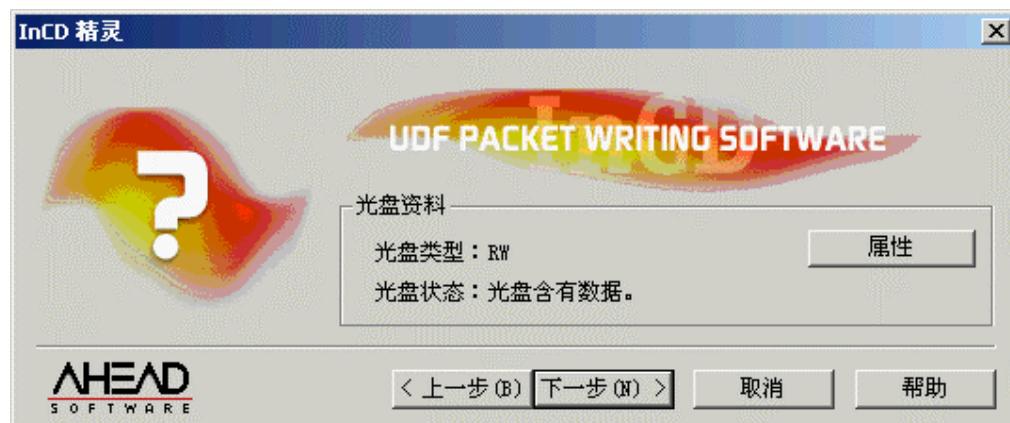 InCD 精灵
?
InCD
UDF PACKET WRITING SOFTWARE
光盘资料
光盘类型：RW
属性
光盘状态：光盘含有数据。
AHEAD
SOFTWARE
< 上一步(B) 下一步(N) > 取消 帮助